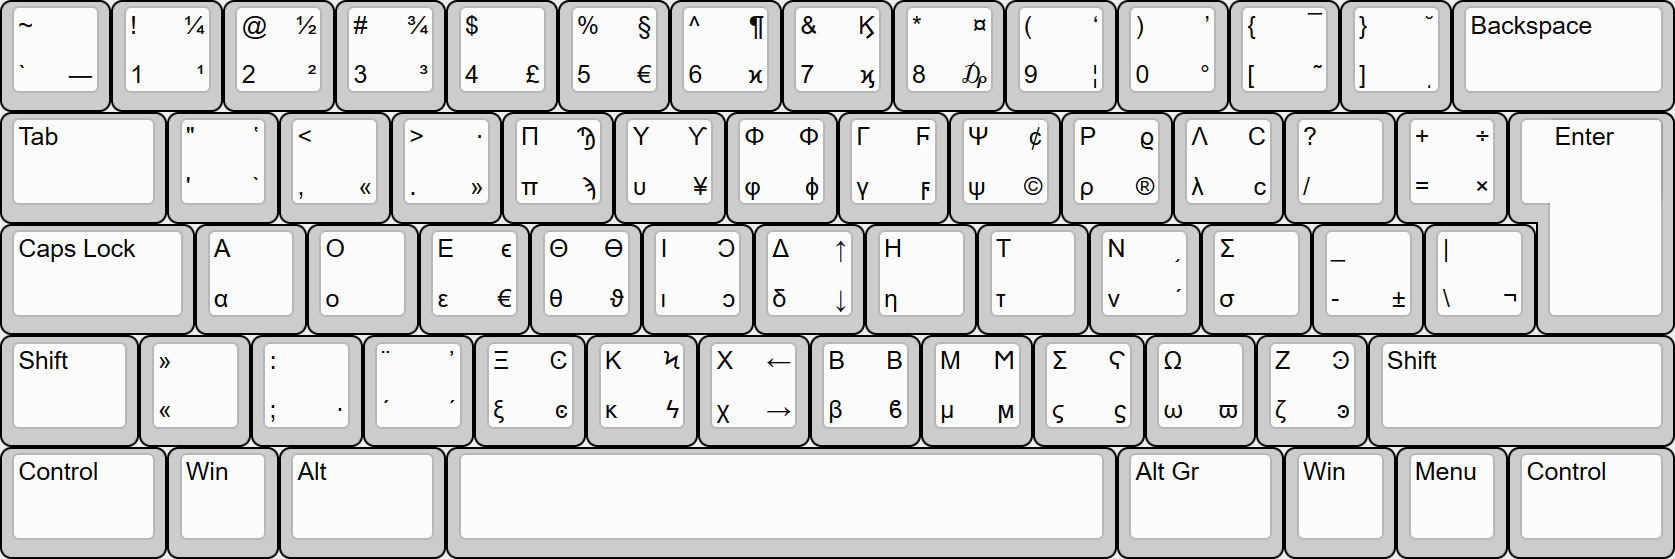 ~ ! ¼ @ ½ # ¾ $ % § ^ ¶ & Ϗ * ¤ ( ‘ ) ’ { ¯ } ˘ Backspace
` — 1 ¹ 2 ² 3 ³ 4 £ 5 € 6 ϰ 7 ϗ 8 ₯ 9 ¦ 0 ° [ ˜ ] .
Tab " ‛ < > · Π Ϡ Υ ϒ Φ Φ Γ Ϝ Ψ ₵ Ρ ϱ Λ Ϲ ? + ÷ Enter
' ` , « . » π ϡ υ ¥ φ ϕ γ ϝ ψ © ρ ® λ ϲ / = ×
Caps Lock Α Ο Ε ϵ Θ ϴ Ι Ͻ Δ ↑ Η Τ Ν ͵ Σ _ |
α ο ε € θ ϑ ι ͻ δ ↓ η τ ν ´ σ - ± \ ¬
Shift » : ¨ ’ Ξ Ͼ Κ Ϟ Χ ← Β Β Μ Ϻ Σ Ϛ Ω Ζ Ͽ Shift
« ; · ´ ´ ξ ͼ κ ϟ χ → β ϐ μ ϻ ς ϛ ω ϖ ζ ͽ
Control Win Alt Alt Gr Win Menu Control